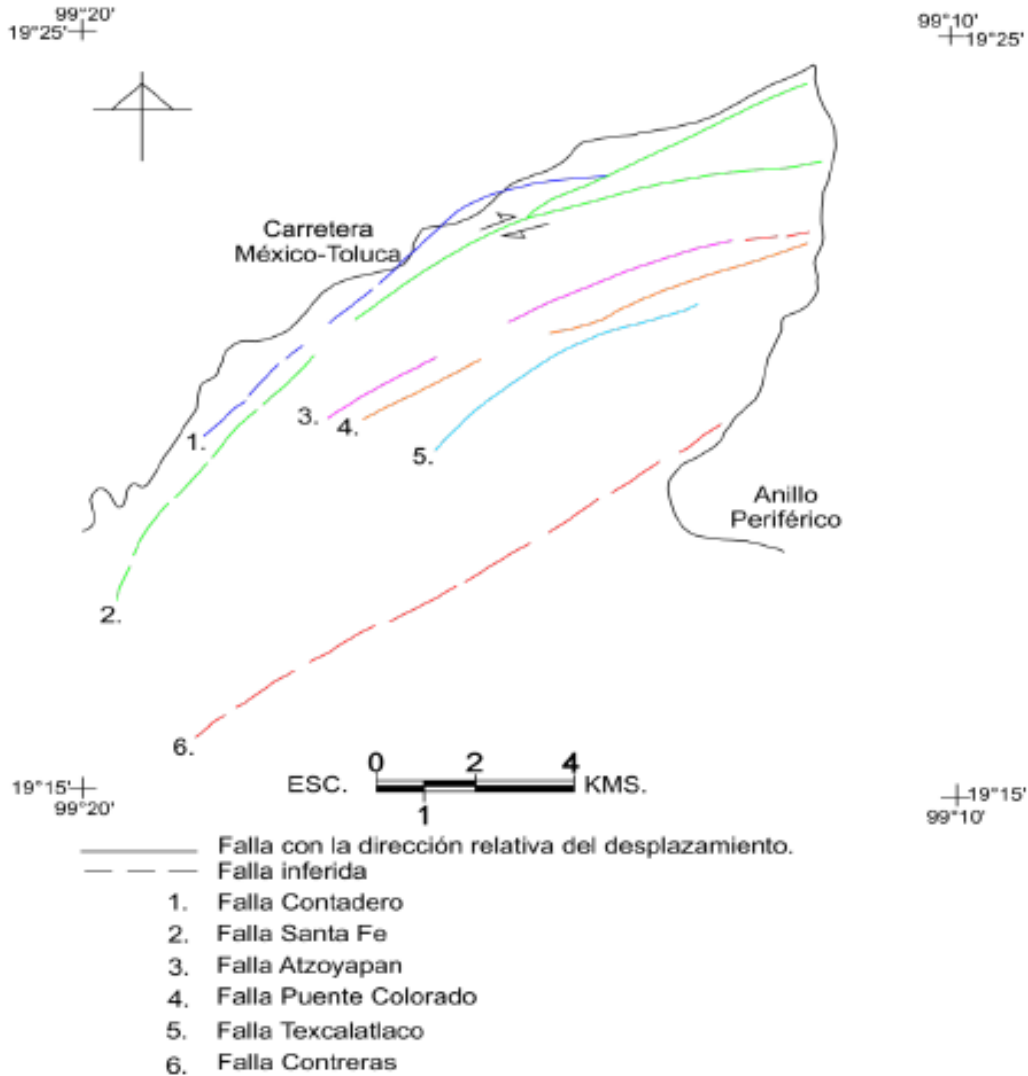 99°20'
19°25'
99°10'
19°25'
Carretera
México-Toluca
1.
2.
3.
4.
5.
6.
Anillo
Periférico
0 2 4
ESC. KMS.
1
19°15'
99°20'
19°15'
99°10'
Falla con la dirección relativa del desplazamiento.
Falla inferida
1. Falla Contadero
2. Falla Santa Fe
3. Falla Atzoyapan
4. Falla Puente Colorado
5. Falla Texcalatlaco
6. Falla Contreras